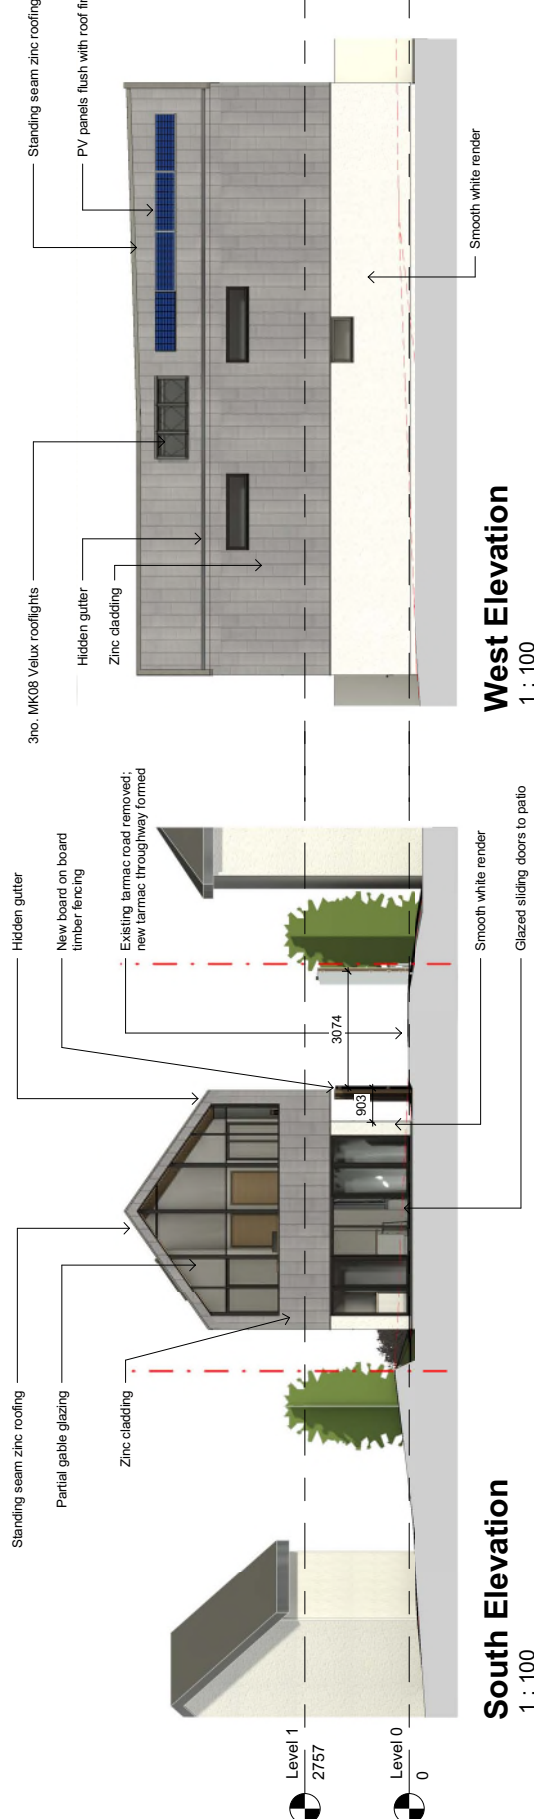 Standing seam zinc roofing
Partial gable glazing
Zinc cladding
Hidden gutter
New board on board
timber fencing
Existing tarmac road removed;
new tarmac throughway formed
3074
903
Smooth white render
Glazed sliding doors to patio
Level 1
2757
Level 0
0
South Elevation
1 : 100
3no. MK08 Velux rooflights
Hidden gutter
Zinc cladding
Standing seam zinc roofing
PV panels flush with roof
Smooth white render
West Elevation
1 : 100